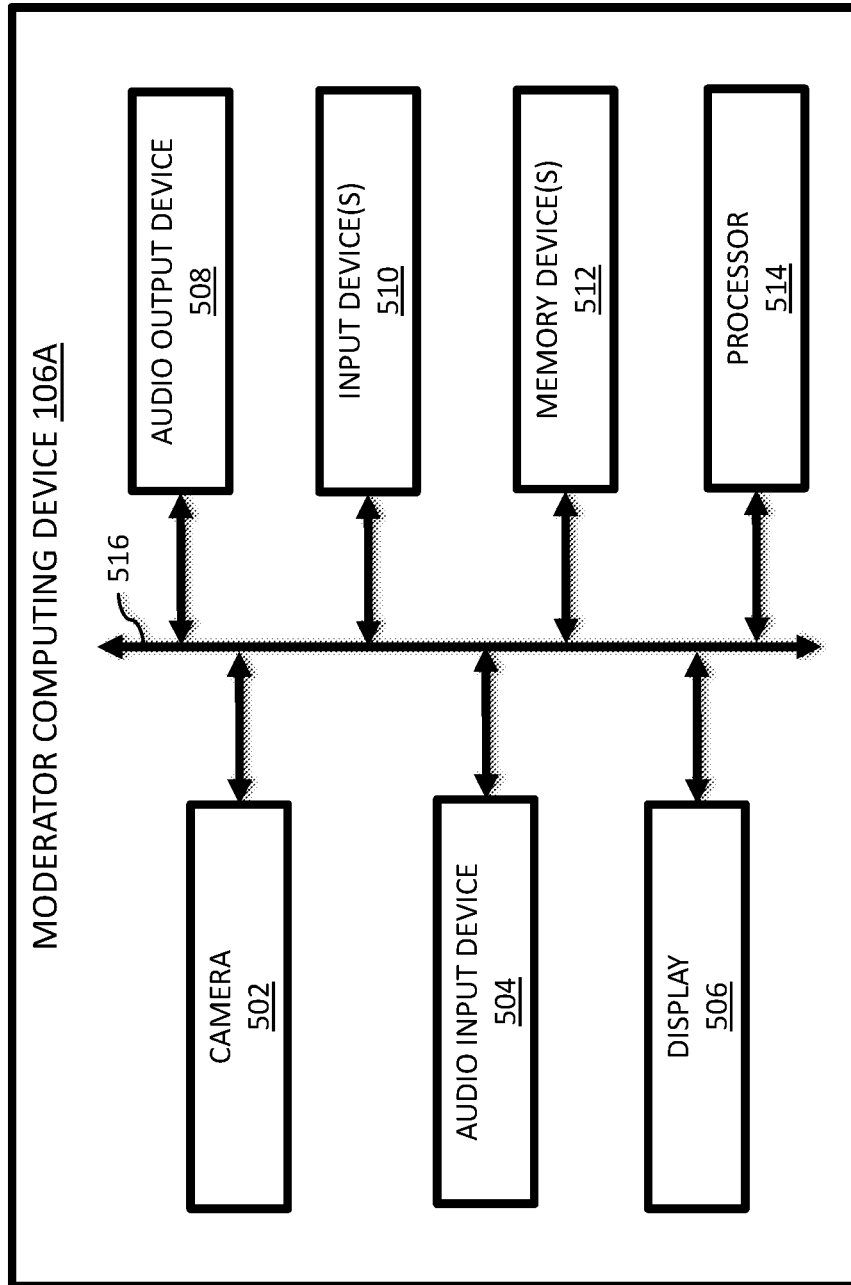 MODERATOR COMPUTING DEVICE 106A
CAMERA
502
AUDIO INPUT DEVICE
504
DISPLAY
506
516
AUDIO OUTPUT DEVICE
508
INPUT DEVICE(S)
510
MEMORY DEVICE(S)
512
PROCESSOR
514